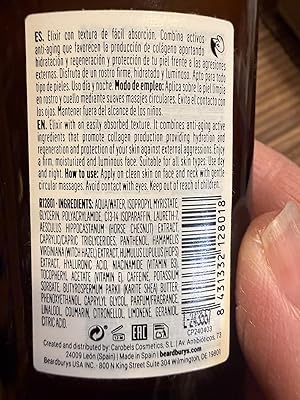 ES. Elixir con textura de fácil absorción. Combina activos
anti-aging que favorecen la producción de colágeno aportando
hidratación y regeneración y protección de tu piel frente a las agresiones
externas. Disfruta de un rostro firme, hidratado y luminoso. Apto para todo
tipo de pieles. Uso día y noche. Modo de empleo: Aplica sobre la piel limpia
en rostro y cuello mediante suaves masajes circulares. Evita el contacto con
los ojos. Mantener fuera del alcance de los niños.
EN. Elixir with an easily absorbed texture. It combines anti-aging active
ingredients that promote collagen production providing hydration and
regeneration and protection of your skin against external aggression. Enjoy
a firm, moisturized and luminous face. Suitable for all skin types. Use day
and night. How to use: Apply on clean skin on face and neck with gentle
circular massages. Avoid contact with eyes. Keep out of reach of children.
R12801-INGREDIENTS: AQUA/WATER, ISOPROPYL MYRISTATE,
GLYCERIN, POLYACRYLAMIDE, C13-14 ISOPARAFFIN, LAURETH-7,
AESCULUS HIPPOCASTANUM (HORSE CHESNUT) EXTRACT,
CAPRYLIC/CAPRIC TRIGLYCERIDES, PANTHENOL, HAMAMELIS
VIRGINIANA (WITCH HAZEL) EXTRACT, HUMULUS LUPULUS (HOPS)
EXTRACT, HYALURONIC ACID, NIACINAMIDE (VITAMIN B3),
TOCOPHERYL ACETATE (VITAMIN E), CAFFEINE, POTASSIUM
SORBATE, BUTYROSPERMUM PARKII (KARITE SHEA) BUTTER,
PHENOXYETHANOL, CAPRYLYL GLYCOL, PARFUM/FRAGRANCE,
LINALOOL, COUMARIN, CITRONELLOL, LIMONENE, GERANIOL,
CITRIC ACID.
8 431332 128018
CP240403
Developed and created by: Carobels Cosmetics, S.L.
24009 León (Spain) | Made in Spain | beardburys.com
Beardburys USA INC. - 800 N King Street Suite 304 Wilmington, DE 19801